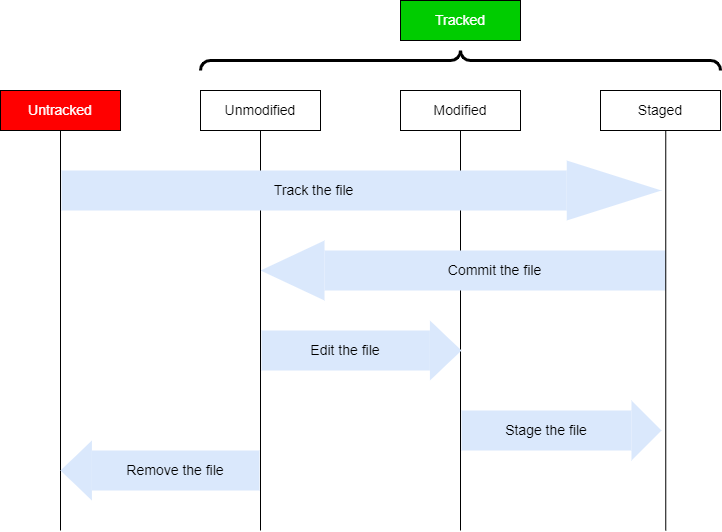 Tracked
Untracked
Unmodified
Modified
Staged
Track the file
Commit the file
Edit the file
Stage the file
Remove the file